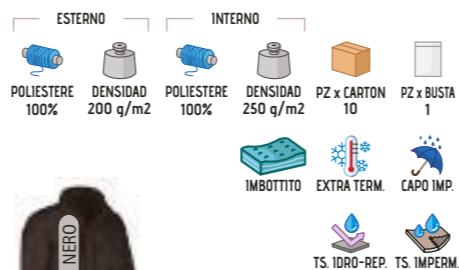 ESTERNO
INTERNO
POLIESTERE
100%
DENSIDAD
200 g/m2
POLIESTERE
100%
DENSIDAD
250 g/m2
PZ x CARTON
10
PZ x BUSTA
1
IMBOTTITO
EXTRA TERM.
CAPO IMP.
NERO
TS. IDRO-REP.
TS. IMPERM.